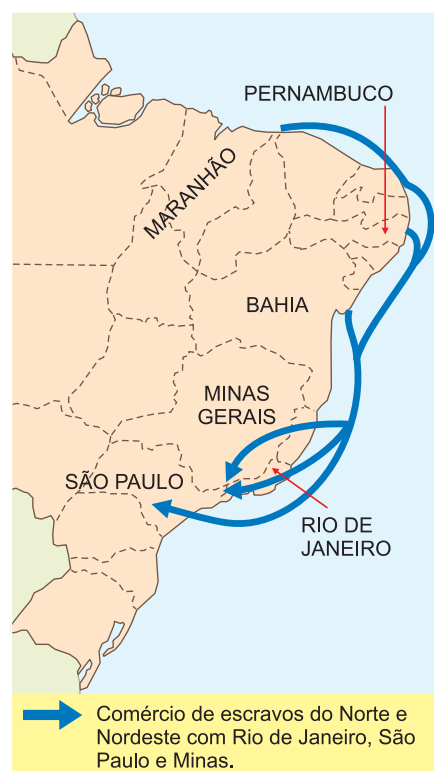 PERNAMBUCO
MARANHÃO
BAHIA
MINAS
GERAIS
SÃO PAULO
RIO DE
JANEIRO
Comércio de escravos do Norte e
Nordeste com Rio de Janeiro, São
Paulo e Minas.